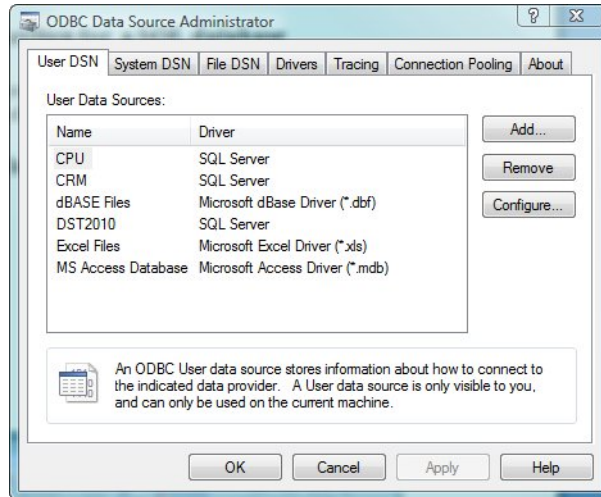 ODBC Data Source Administrator
User DSN System DSN File DSN Drivers Tracing Connection Pooling About
User Data Sources:
Name Driver
CPU SQL Server
CRM SQL Server
dBASE Files Microsoft dBase Driver (*.dbf)
DST2010 SQL Server
Excel Files Microsoft Excel Driver (*.xls)
MS Access Database Microsoft Access Driver (*.mdb)
Add...
Remove
Configure...
An ODBC User data source stores information about how to connect to
the indicated data provider. A User data source is only visible to you,
and can only be used on the current machine.
OK Cancel Apply Help